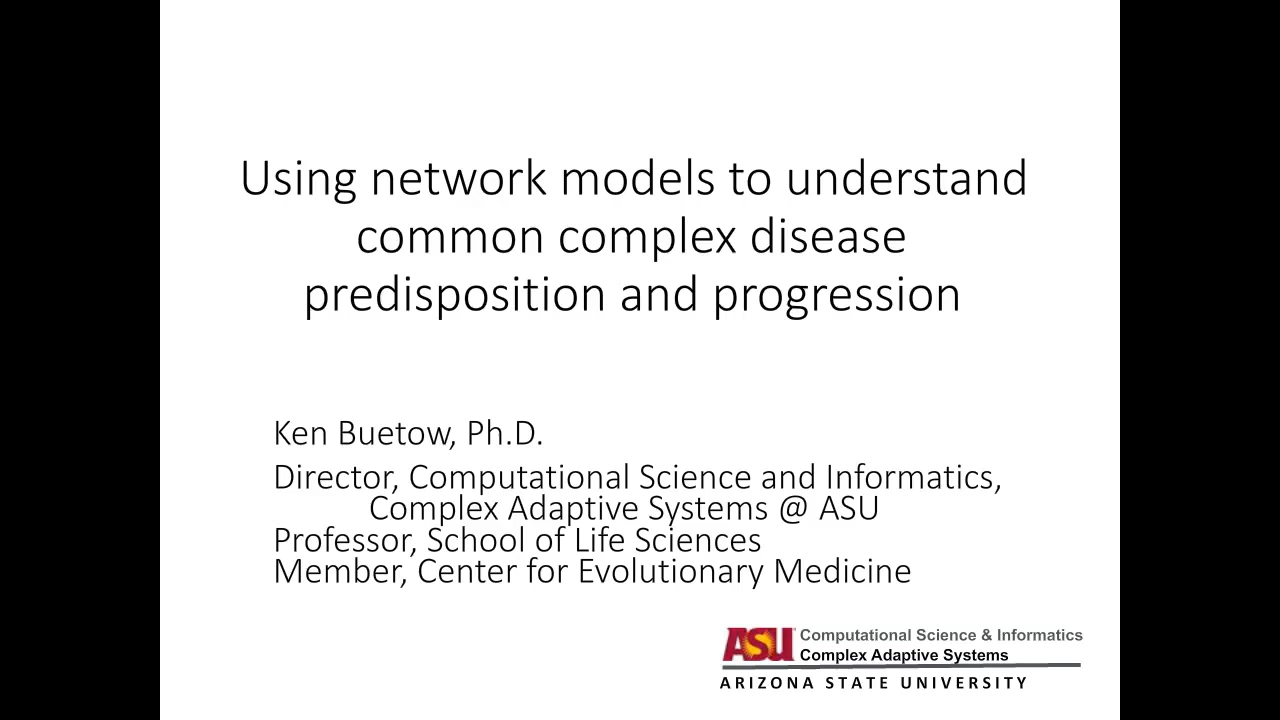 Using network models to understand
common complex disease
predisposition and progression
Ken Buetow, Ph.D.
Director, Computational Science and Informatics,
Complex Adaptive Systems @ ASU
Professor, School of Life Sciences
Member, Center for Evolutionary Medicine
ASU Computational Science & Informatics
Complex Adaptive Systems
ARIZONA STATE UNIVERSITY